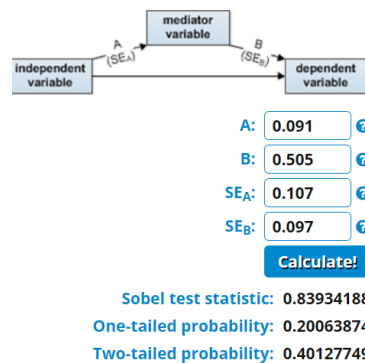 mediator
variable
A
(SEA)
B
(SEB)
independent
variable
dependent
variable
A: 0.091 ?
B: 0.505 ?
SEA: 0.107 ?
SEB: 0.097 ?
Calculate!
Sobel test statistic: 0.83934188
One-tailed probability: 0.20063874
Two-tailed probability: 0.40127749